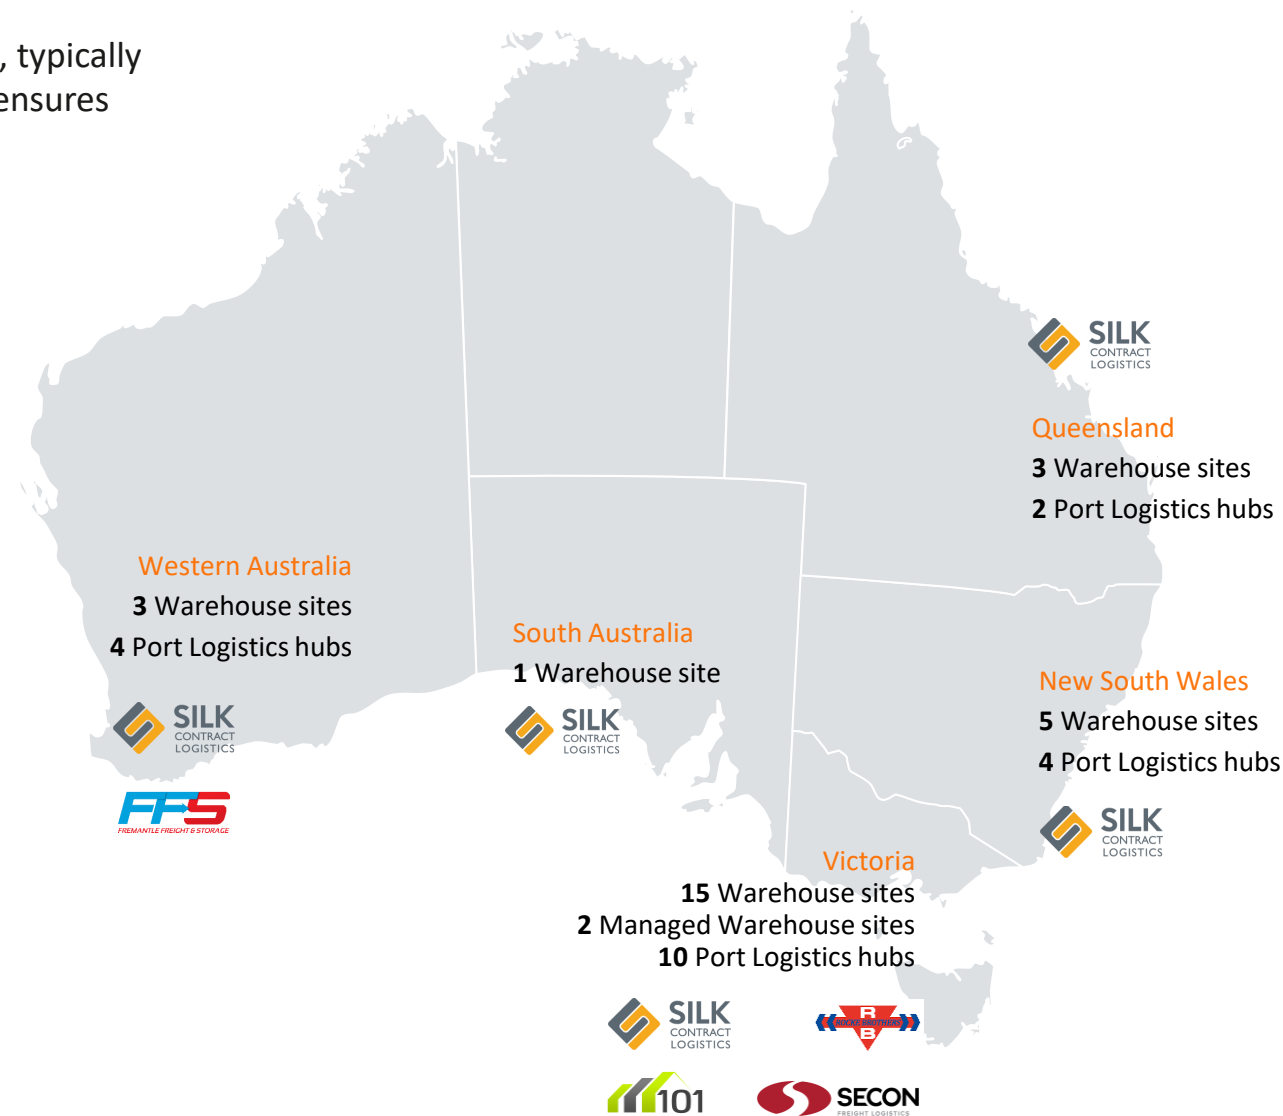 , typically
ensures
SILK
CONTRACT
LOGISTICS
Queensland
3 Warehouse sites
2 Port Logistics hubs
Western Australia
3 Warehouse sites
4 Port Logistics hubs
SILK
CONTRACT
LOGISTICS
FFS
FREMANTLE FREIGHT & STORAGE
South Australia
1 Warehouse site
SILK
CONTRACT
LOGISTICS
New South Wales
5 Warehouse sites
4 Port Logistics hubs
SILK
CONTRACT
LOGISTICS
Victoria
15 Warehouse sites
2 Managed Warehouse sites
10 Port Logistics hubs
SILK
CONTRACT
LOGISTICS
R
ROCKE BROTHERS
B
101
SECON
FREIGHT LOGISTICS